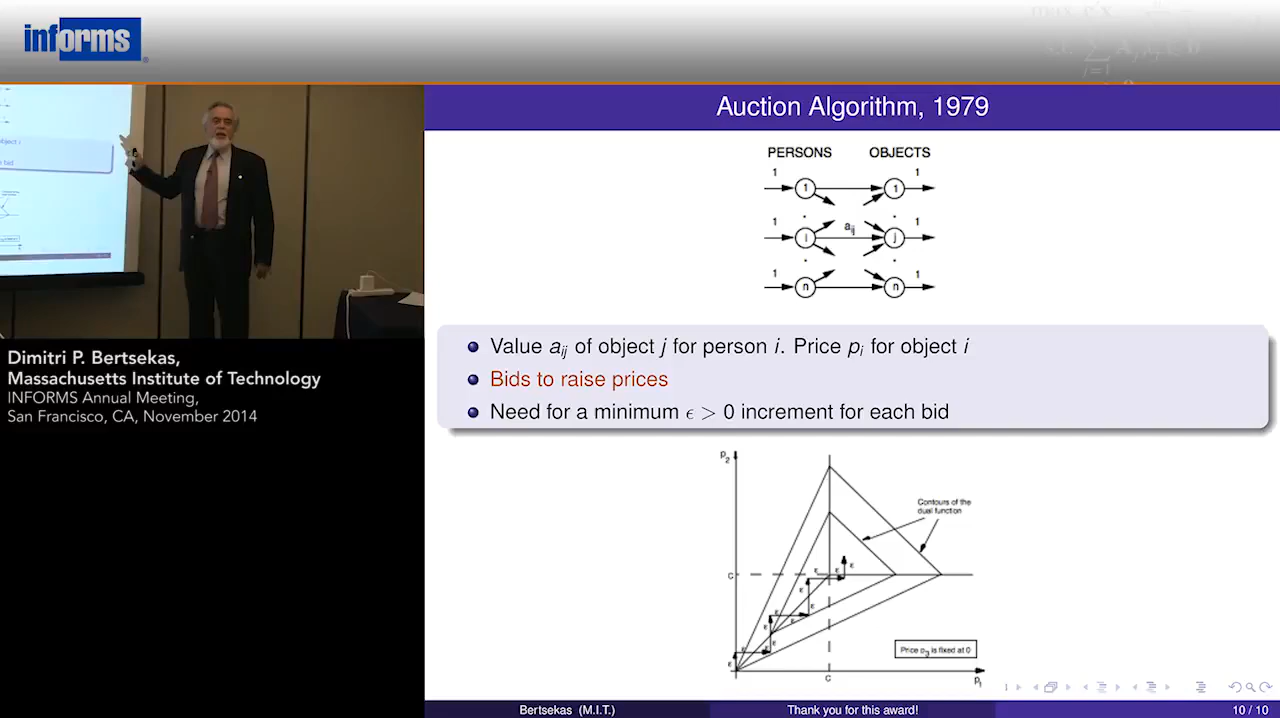 informs
Auction Algorithm, 1979
PERSONS OBJECTS
1 1
1 1
1 1
i a_ij j
1 1
n n
Value a_ij of object j for person i. Price p_i for object i
Bids to raise prices
Need for a minimum ϵ > 0 increment for each bid
Dimitri P. Bertsekas,
Massachusetts Institute of Technology
INFORMS Annual Meeting,
San Francisco, CA, November 2014
p_2
Contours of the
dual function
ε ε ε
C
ε ε
ε ε
ε ε
ε ε
ε
Price p_3 is fixed at 0
C
p_1
Bertsekas (M.I.T.) Thank you for this award! 10 / 10